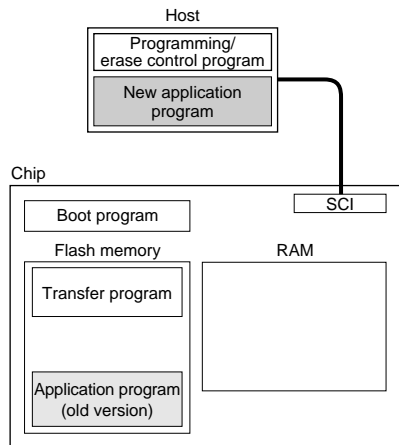 Host
Programming/
erase control program
New application
program
Chip
SCI
Boot program
Flash memory
RAM
Transfer program
Application program
(old version)